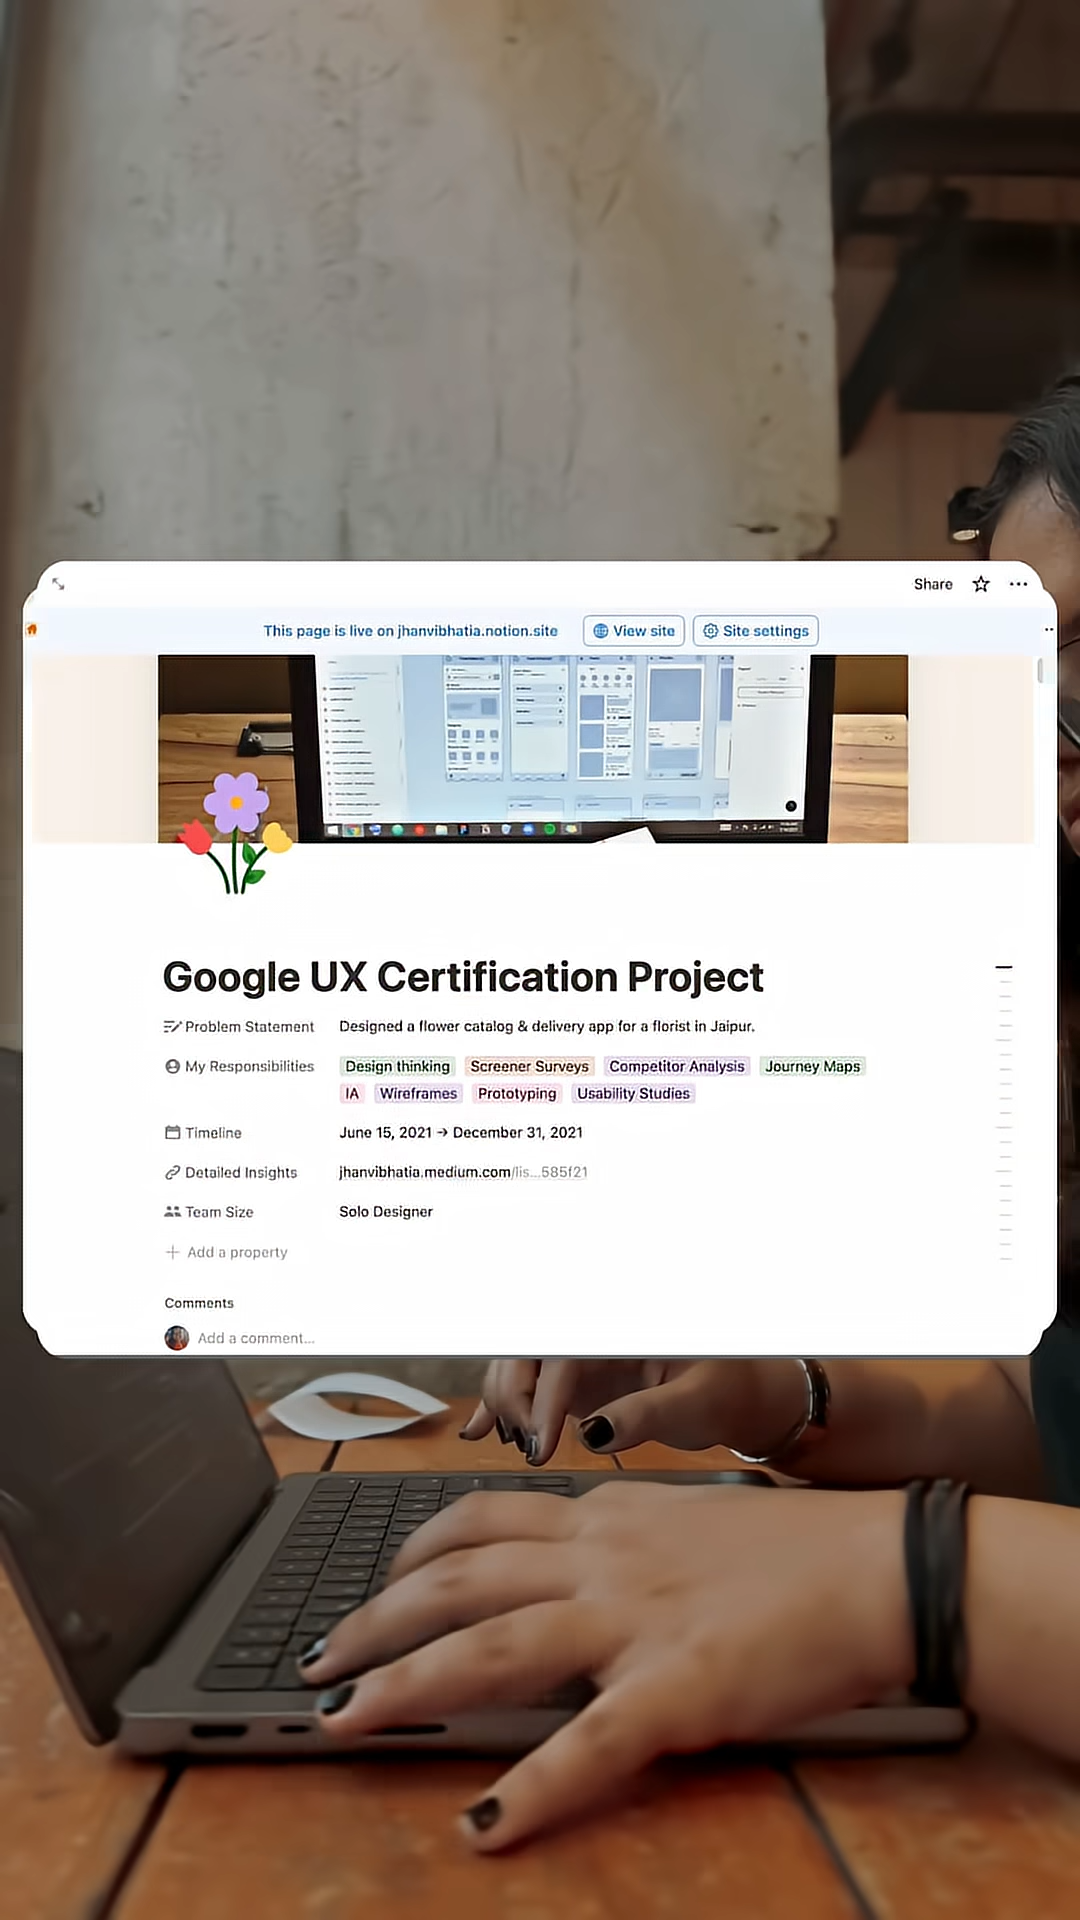 Share
This page is live on jhanvibhatia.notion.site View site Site settings
Google UX Certification Project
Problem Statement Designed a flower catalog & delivery app for a florist in Jaipur.
My Responsibilities Design thinking Screener Surveys Competitor Analysis Journey Maps
IA Wireframes Prototyping Usability Studies
Timeline June 15, 2021 → December 31, 2021
Detailed Insights jhanvibhatia.medium.com/lis...585f21
Team Size Solo Designer
+ Add a property
Comments
Add a comment...